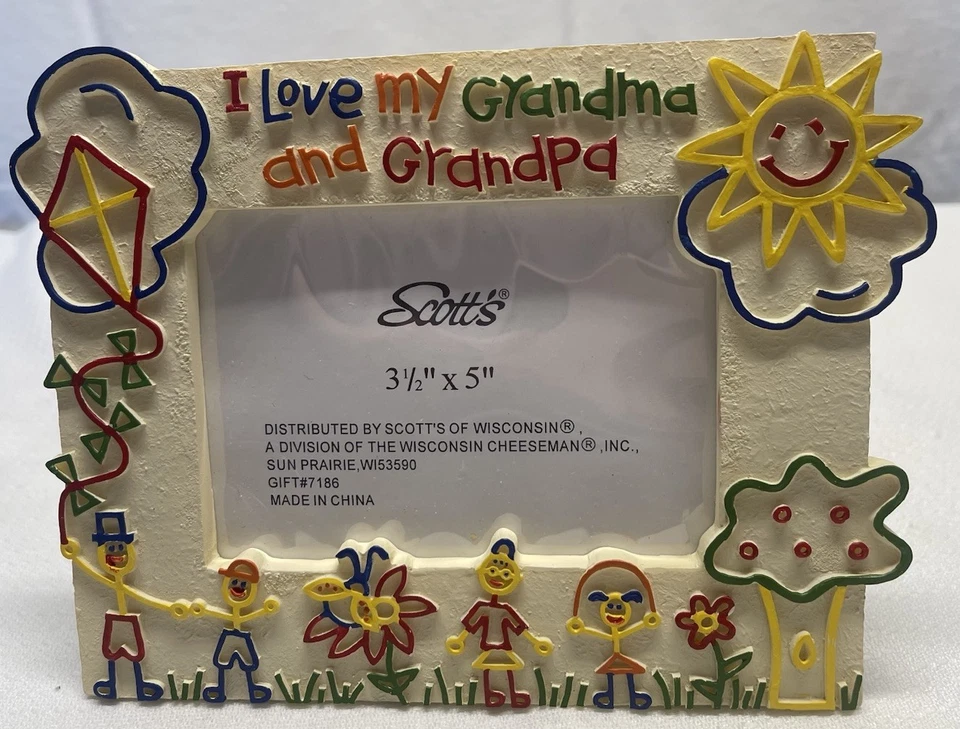 I Love my Grandma
and Grandpa
Scott's®
3½" x 5"
DISTRIBUTED BY SCOTT'S OF WISCONSIN® ,
A DIVISION OF THE WISCONSIN CHEESEMAN® ,INC.,
SUN PRAIRIE,WI53590
GIFT#7186
MADE IN CHINA